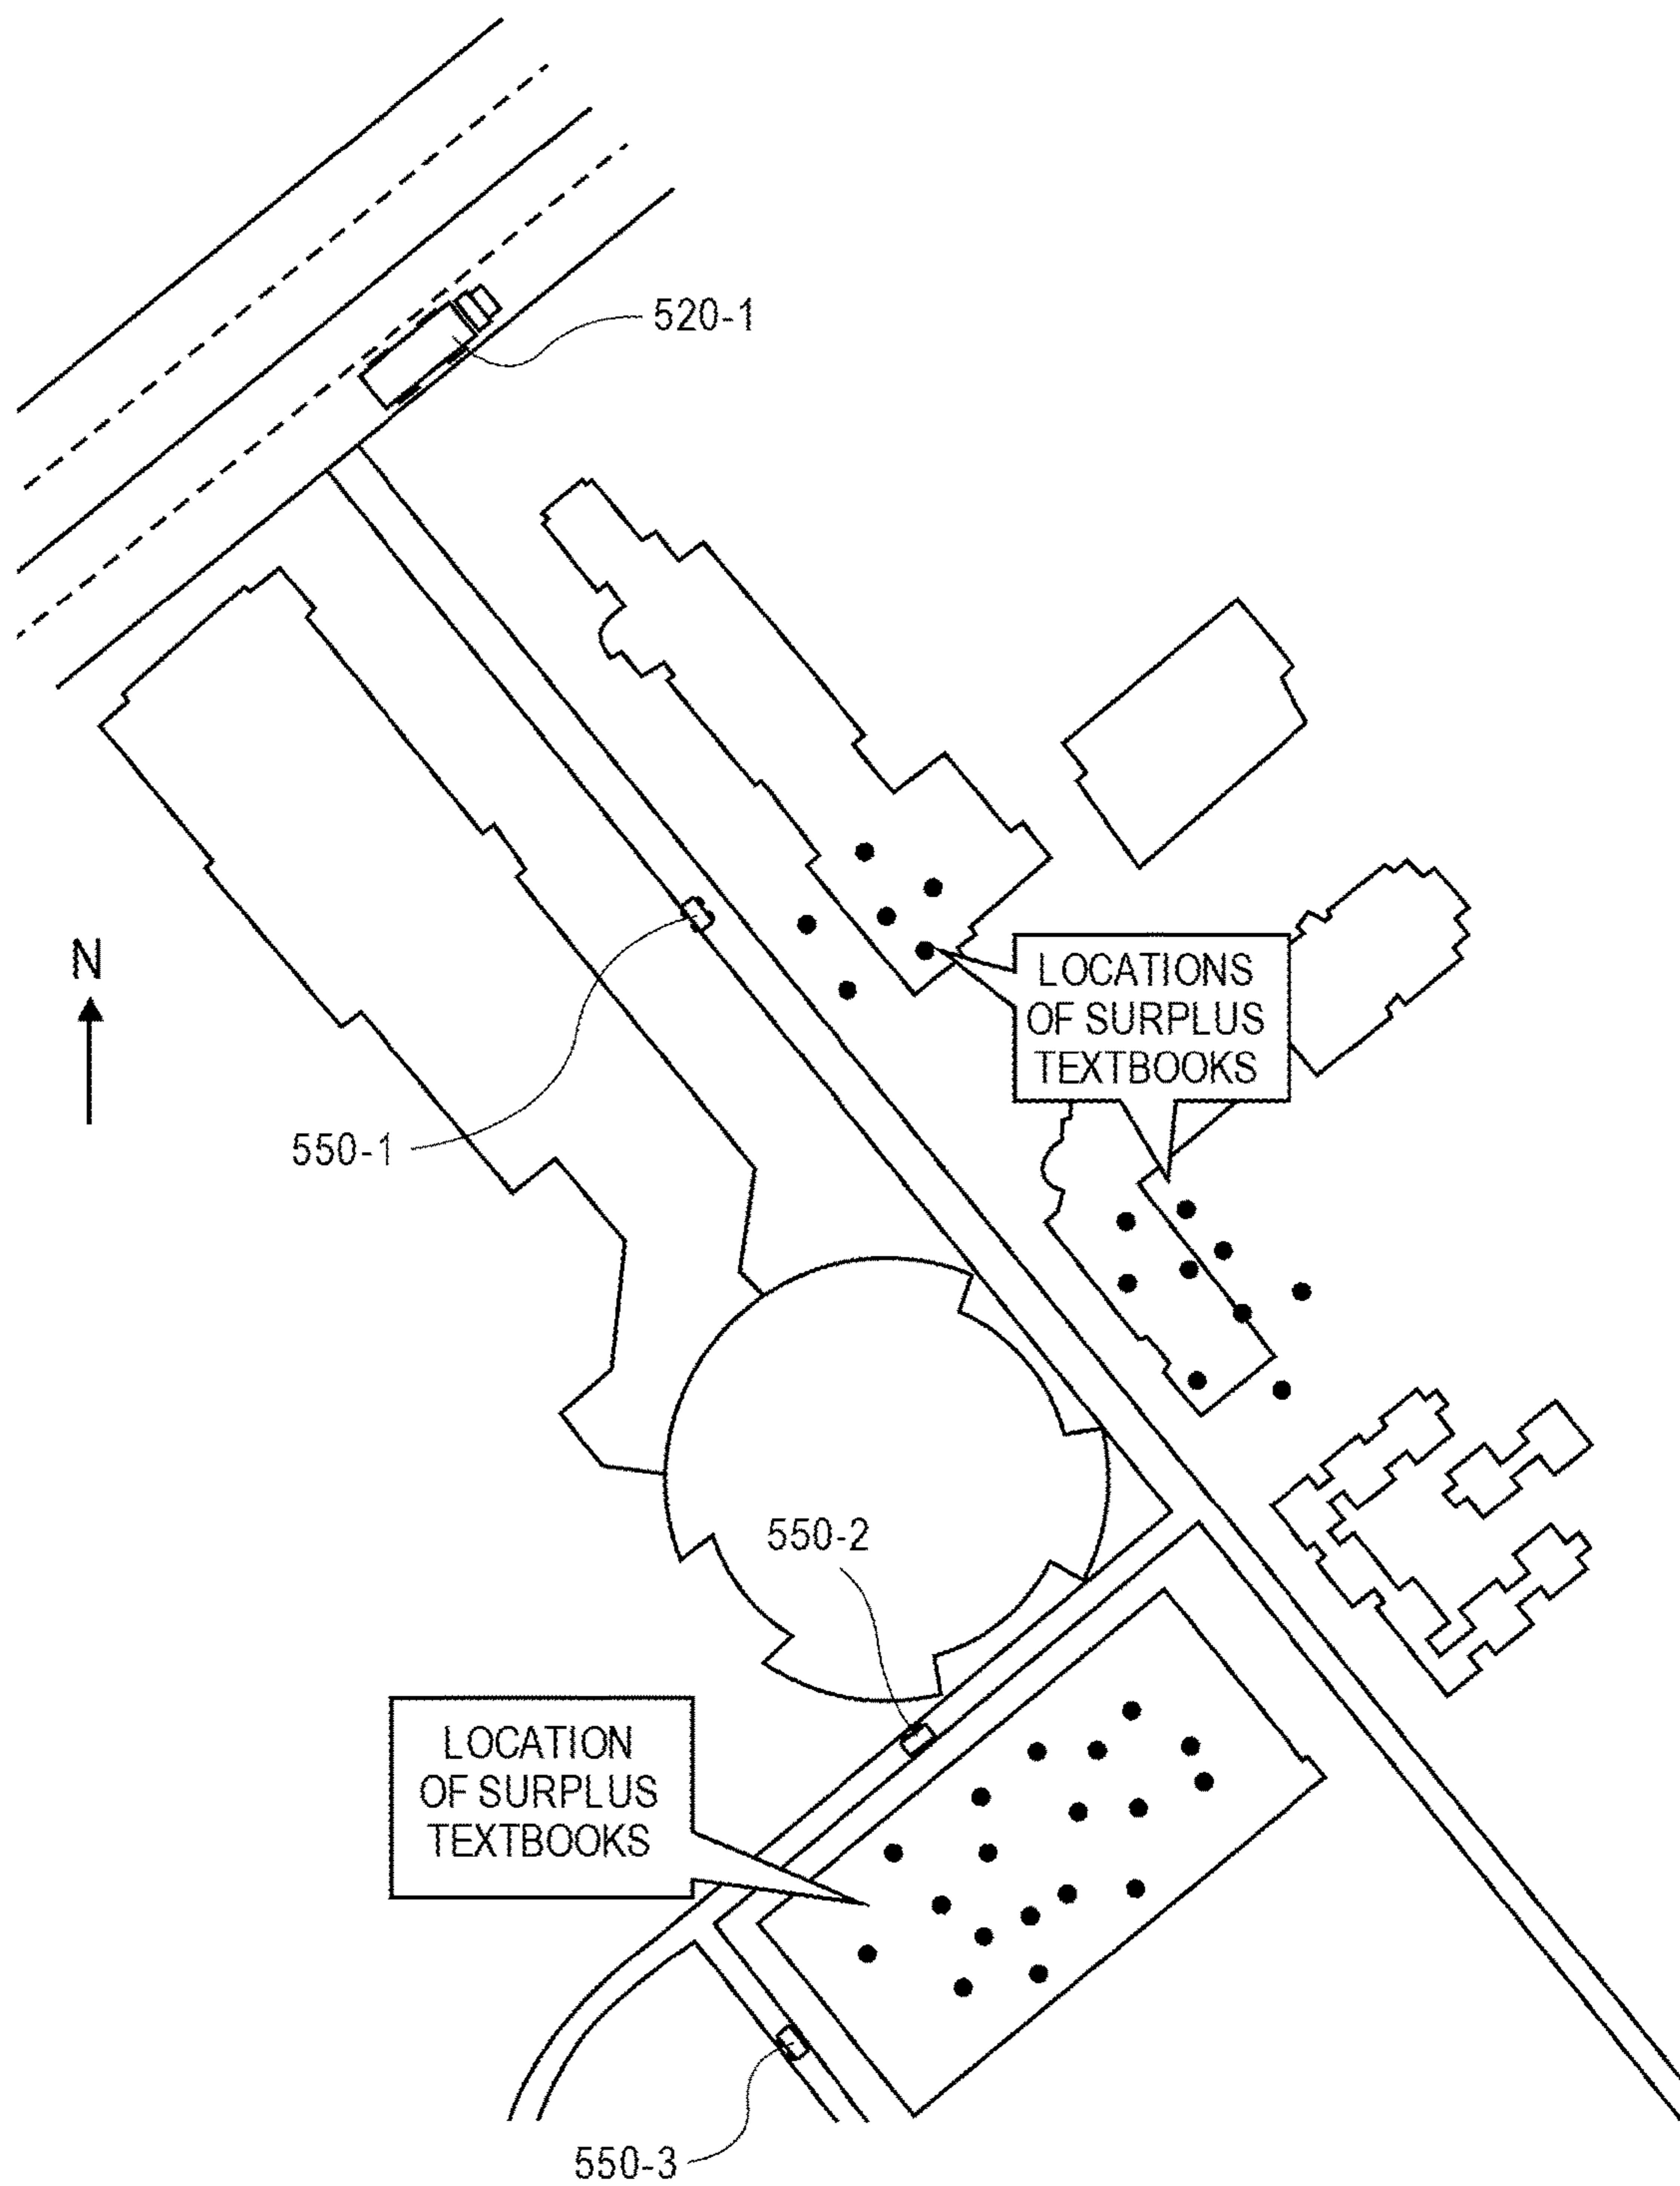 520-1
N
LOCATIONS
OF SURPLUS
TEXTBOOKS
550-1
550-2
LOCATION
OF SURPLUS
TEXTBOOKS
550-3